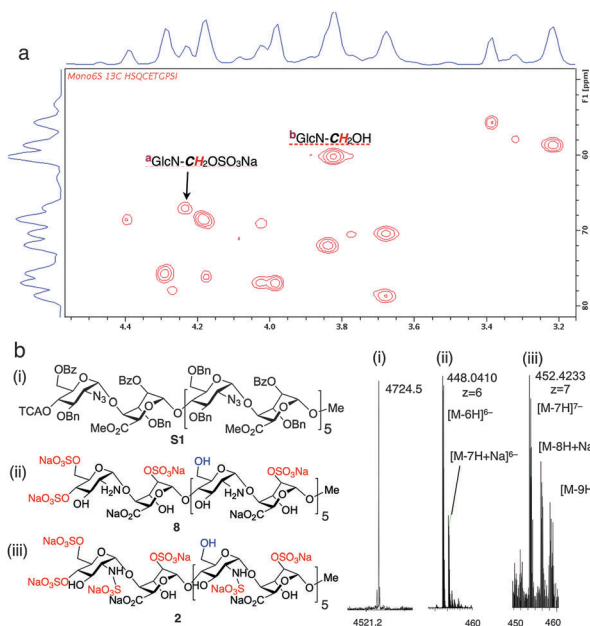 a
Mono6S 13C HSQCETGPSI
F1 [ppm]
ᵃGlcN-CH₂OSO₃Na
ᵇGlcN-CH₂OH
60
70
80
4.4 4.2 4.0 3.8 3.6 3.4 3.2
b
(i)
OBz
TCAO
OBn
N₃
BzO
O
CO₂Me
OBn
OBn
O
OBn
N₃
BzO
O
MeO₂C
OBn
O
Me
5
S1
(ii)
NaO₃SO
NaO₃SO
OH
H₂N
OSO₃Na
O
NaO₂C
OH
OH
O
OH
H₂N
OSO₃Na
O
NaO₂C
OH
O
Me
5
8
(iii)
NaO₃SO
NaO₃SO
OH
NH
NaO₃S
OSO₃Na
O
NaO₂C
OH
OH
O
OH
NH
NaO₃S
OSO₃Na
O
NaO₂C
OH
O
Me
5
2
(i)
4724.5
4521.2
(ii)
448.0410
z=6
[M-6H]⁶⁻
[M-7H+Na]⁶⁻
460
(iii)
452.4233
z=7
[M-7H]⁷⁻
[M-8H+Na
[M-9H
450 460